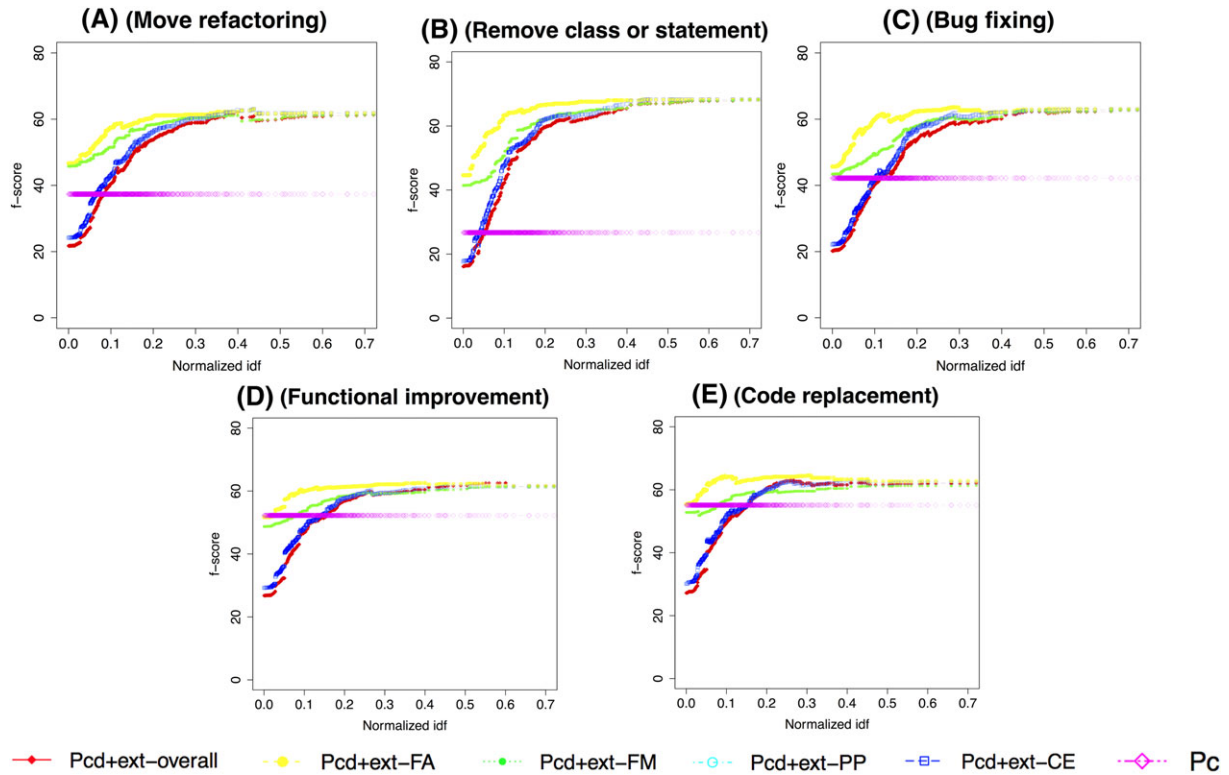 (A) (Move refactoring)
f-score
0 20 40 60 80
0.0 0.1 0.2 0.3 0.4 0.5 0.6 0.7
Normalized idf
(B) (Remove class or statement)
f-score
0 20 40 60 80
0.0 0.1 0.2 0.3 0.4 0.5 0.6 0.7
Normalized idf
(C) (Bug fixing)
f-score
0 20 40 60 80
0.0 0.1 0.2 0.3 0.4 0.5 0.6 0.7
Normalized idf
(D) (Functional improvement)
f-score
0 20 40 60 80
0.0 0.1 0.2 0.3 0.4 0.5 0.6 0.7
Normalized idf
(E) (Code replacement)
f-score
0 20 40 60 80
0.0 0.1 0.2 0.3 0.4 0.5 0.6 0.7
Normalized idf
Pcd+ext-overall Pcd+ext-FA Pcd+ext-FM Pcd+ext-PP Pcd+ext-CE Pc